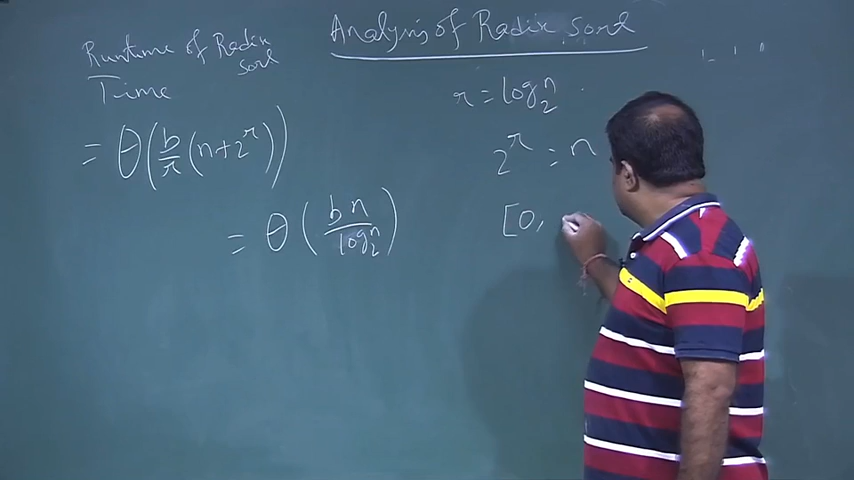 Analysis of Radix Sort
Runtime of Radix
Sort
Time
= Θ(b/r (n+2^r))
= Θ(bn/log₂n)
r = log₂n
2^r = n
[0,